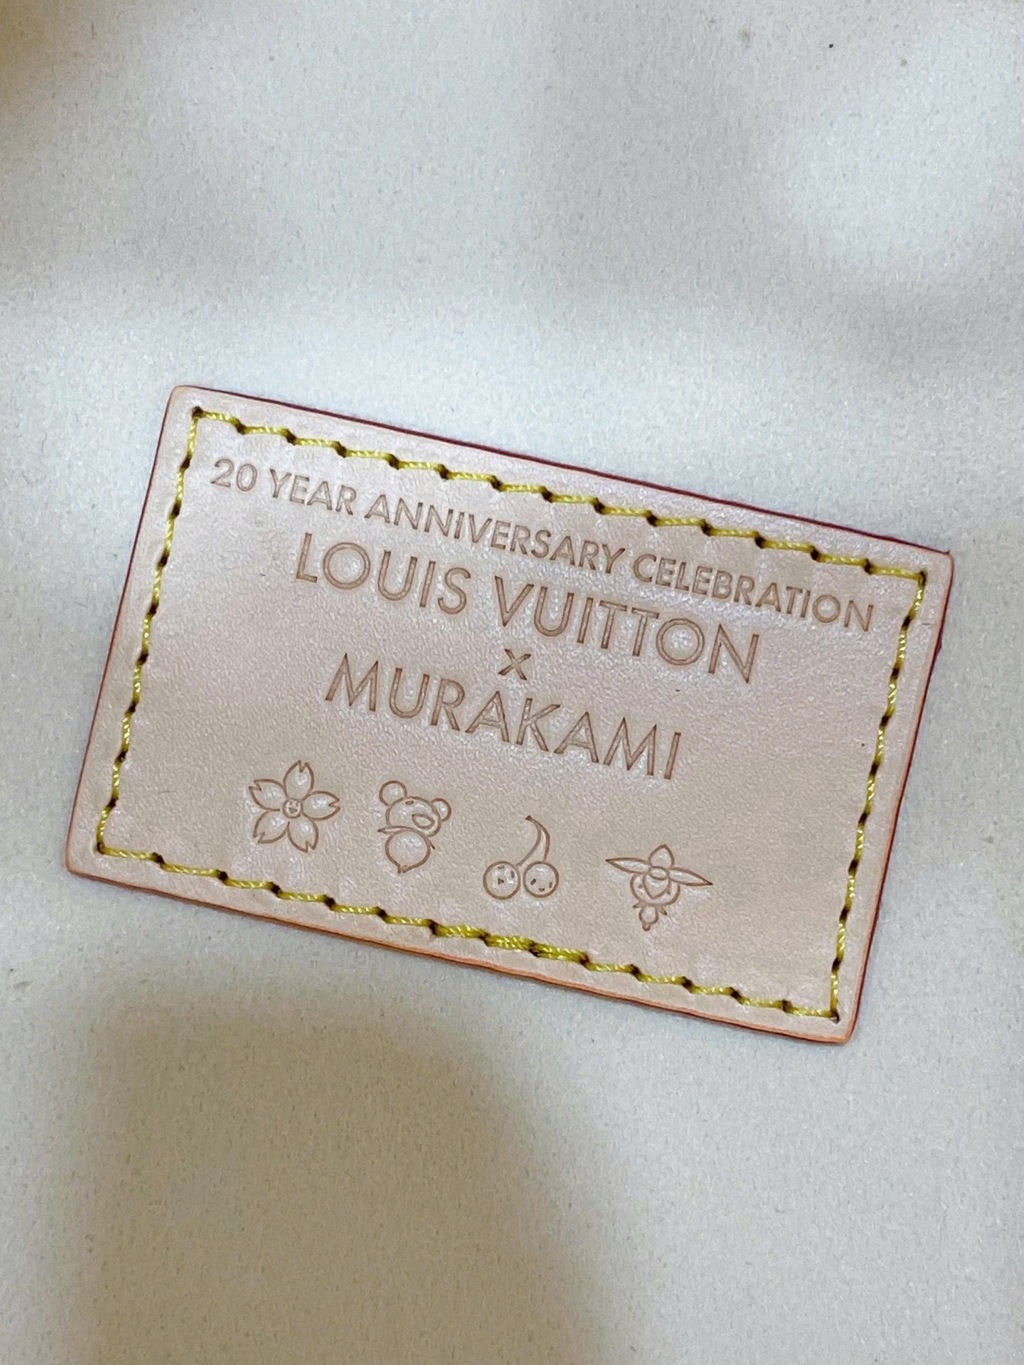 20 YEAR ANNIVERSARY CELEBRATION
LOUIS VUITTON
x
MURAKAMI